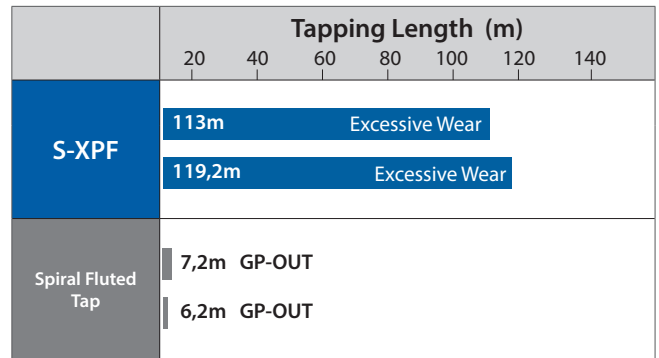 Tapping Length (m)
20 40 60 80 100 120 140
S-XPF
113m Excessive Wear
119,2m Excessive Wear
Spiral Fluted
Tap
7,2m GP-OUT
6,2m GP-OUT